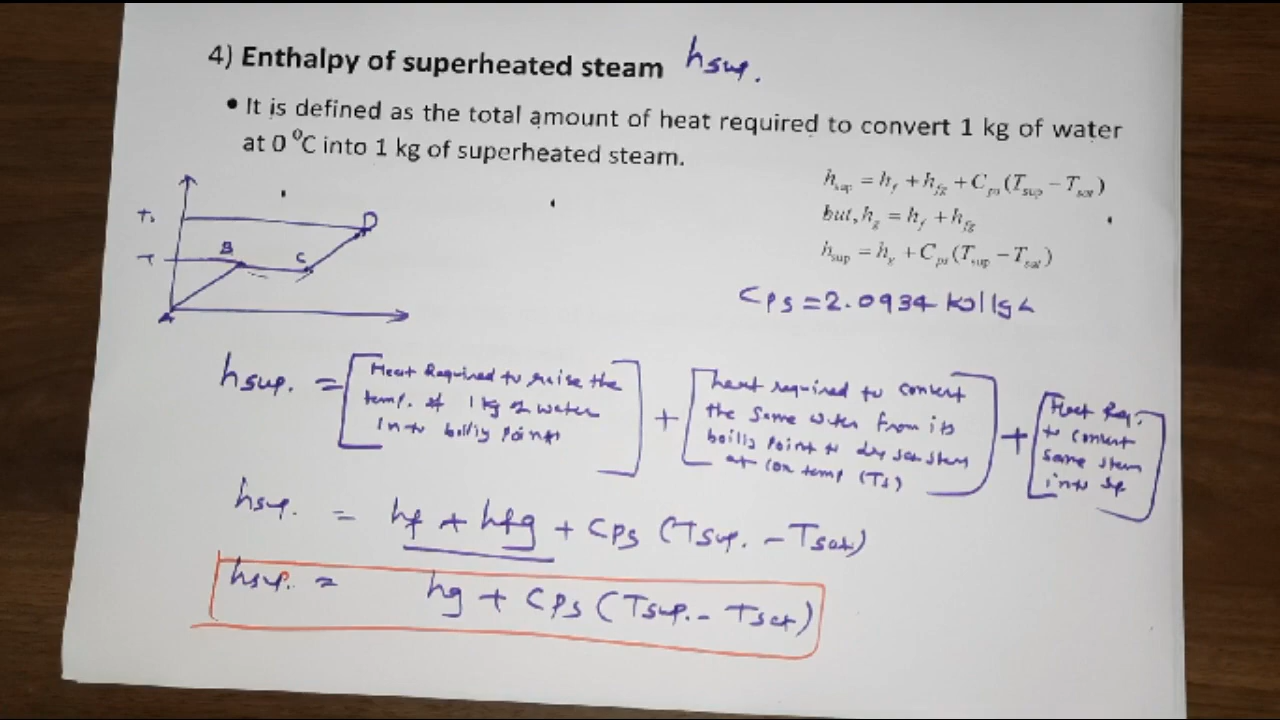 4) Enthalpy of superheated steam hsup.
• It is defined as the total amount of heat required to convert 1 kg of water
at 0 °C into 1 kg of superheated steam.
h_sup = h_f + h_fg + C_ps (T_sup − T_sat)
but, h_g = h_f + h_fg
h_sup = h_g + C_ps (T_sup − T_sat)
Cps = 2.0934
T
B
C
D
A
hsup. = [Heat Required to raise the
temp. of 1 kg of water
into boiling point]
+ [heat required to convert
the same water from its
boiling point to dry sat steam
at temp (Ts)]
+ [Heat Req.
to convert
same steam
into]
hsup. = hf + hfg + Cps (Tsup. − Tsat)
hsup. = hg + Cps (Tsup. − Tsat)